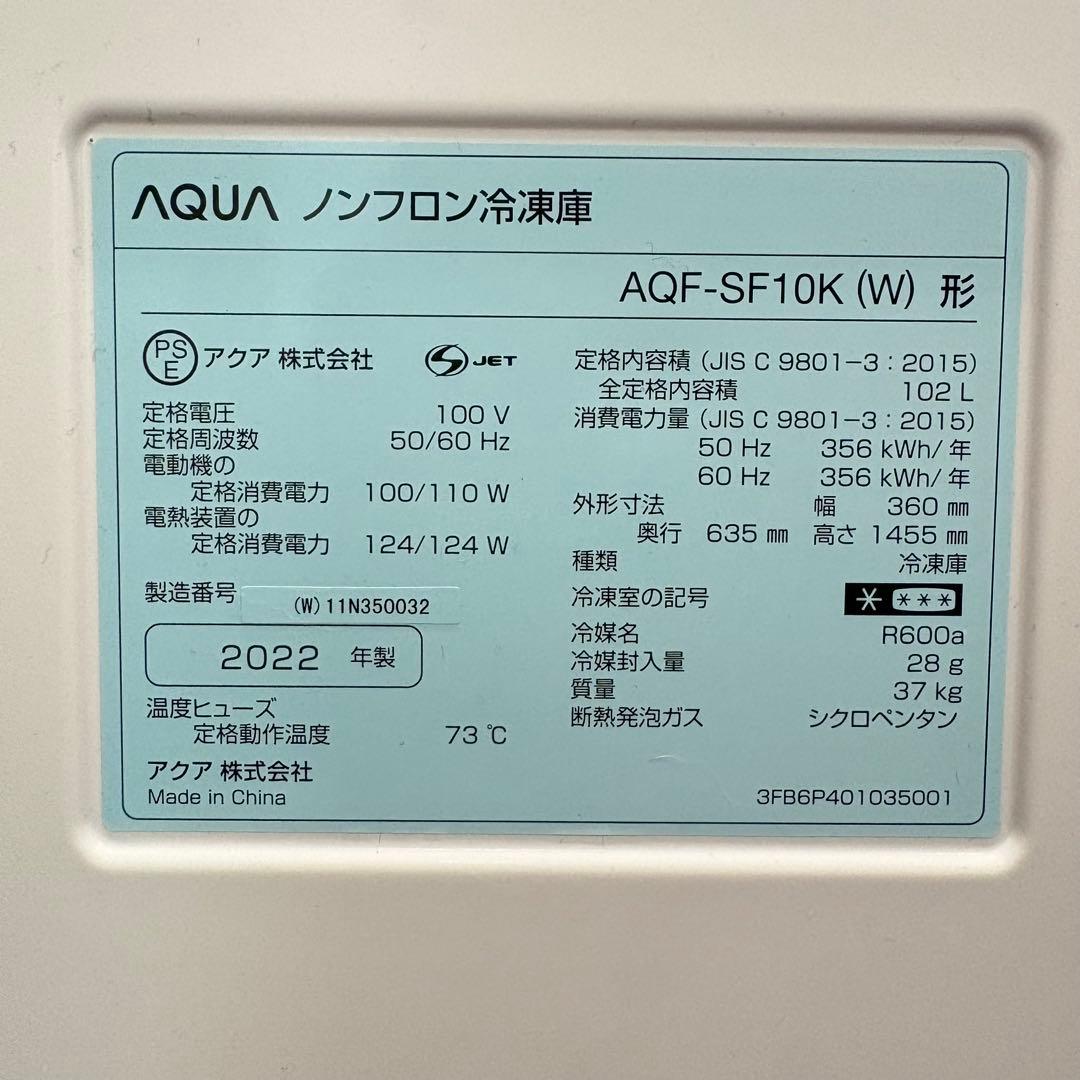 AQUA ノンフロン冷凍庫
AQF-SF10K (W) 形
PSE アクア 株式会社 JET
定格電圧 100 V
定格周波数 50/60 Hz
電動機の
定格消費電力 100/110 W
電熱装置の
定格消費電力 124/124 W
製造番号 (W)11N350032
2022 年製
温度ヒューズ
定格動作温度 73 ℃
アクア 株式会社
Made in China
定格内容積 (JIS C 9801-3:2015)
全定格内容積 102 L
消費電力量 (JIS C 9801-3:2015)
50 Hz 356 kWh/年
60 Hz 356 kWh/年
外形寸法 幅 360 ㎜
奥行 635 ㎜ 高さ 1455 ㎜
種類 冷凍庫
冷凍室の記号 * ***
冷媒名 R600a
冷媒封入量 28 g
質量 37 kg
断熱発泡ガス シクロペンタン
3FB6P401035001